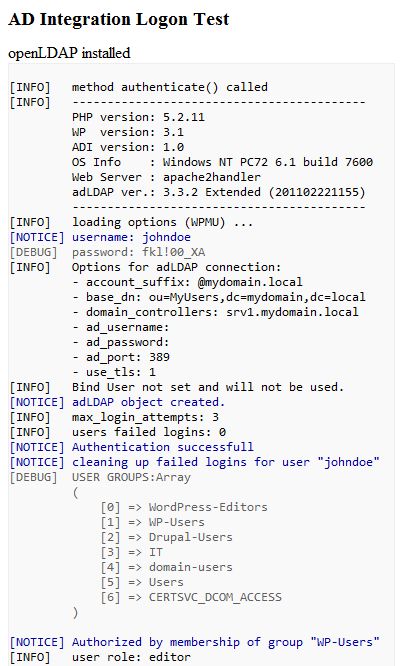 AD Integration Logon Test
openLDAP installed
[INFO] method authenticate() called
[INFO] ------------------------------------------
PHP version: 5.2.11
WP version: 3.1
ADI version: 1.0
OS Info : Windows NT PC72 6.1 build 7600
Web Server : apache2handler
adLDAP ver.: 3.3.2 Extended (201102221155)
------------------------------------------
[INFO] loading options (WPMU) ...
[NOTICE] username: johndoe
[DEBUG] password: fkl!00_XA
[INFO] Options for adLDAP connection:
- account_suffix: @mydomain.local
- base_dn: ou=MyUsers,dc=mydomain,dc=local
- domain_controllers: srv1.mydomain.local
- ad_username:
- ad_password:
- ad_port: 389
- use_tls: 1
[INFO] Bind User not set and will not be used.
[NOTICE] adLDAP object created.
[INFO] max_login_attempts: 3
[INFO] users failed logins: 0
[NOTICE] Authentication successfull
[NOTICE] cleaning up failed logins for user "johndoe"
[DEBUG] USER GROUPS:Array
(
[0] => WordPress-Editors
[1] => WP-Users
[2] => Drupal-Users
[3] => IT
[4] => domain-users
[5] => Users
[6] => CERTSVC_DCOM_ACCESS
)
[NOTICE] Authorized by membership of group "WP-Users"
[INFO] user role: editor